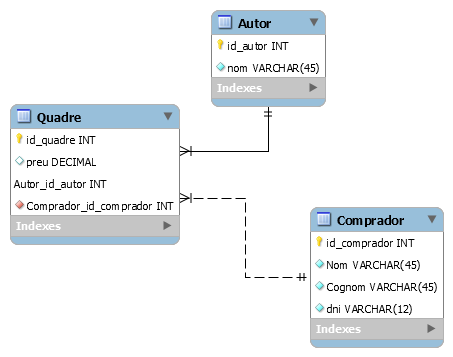 Autor
id_autor INT
nom VARCHAR(45)
Indexes
Quadre
id_quadre INT
preu DECIMAL
Autor_id_autor INT
Comprador_id_comprador INT
Indexes
Comprador
id_comprador INT
Nom VARCHAR(45)
Cognom VARCHAR(45)
dni VARCHAR(12)
Indexes